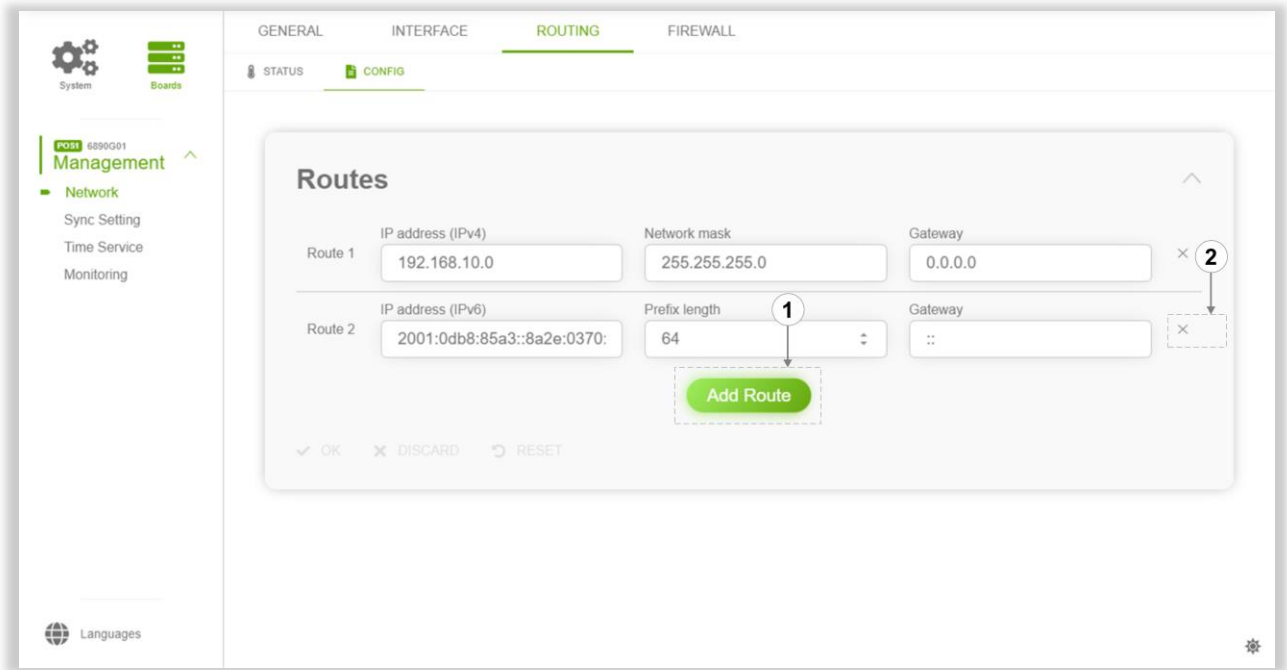 GENERAL INTERFACE ROUTING FIREWALL
System Boards
STATUS CONFIG
POS1 6890G01
Management
Network
Sync Setting
Time Service
Monitoring
Routes
IP address (IPv4) Network mask Gateway
Route 1 192.168.10.0 255.255.255.0 0.0.0.0
2
IP address (IPv6) Prefix length Gateway
1
Route 2 2001:0db8:85a3::8a2e:0370: 64 ::
Add Route
OK DISCARD RESET
Languages